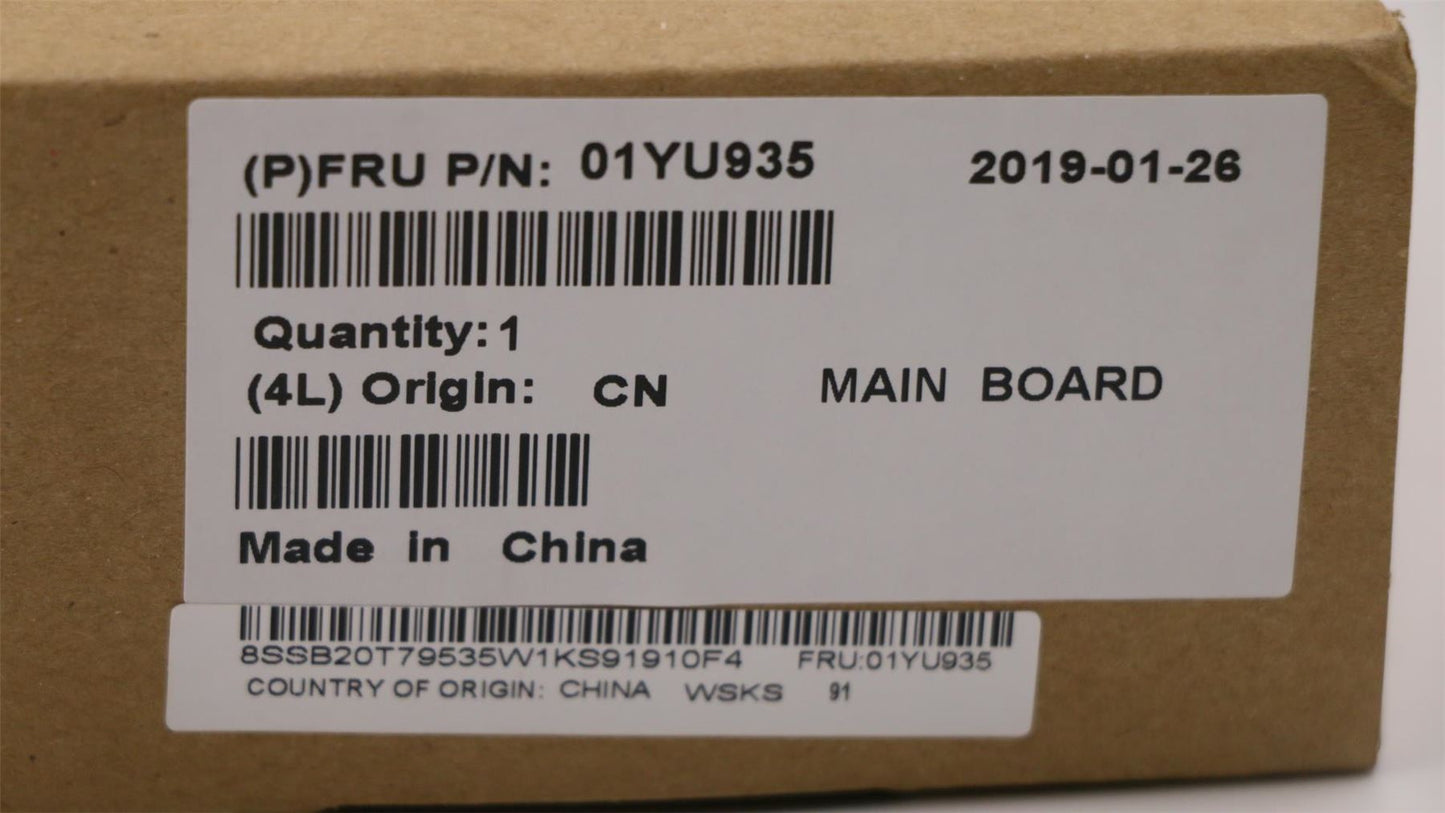 (P)FRU P/N: 01YU935 2019-01-26
Quantity: 1
(4L) Origin: CN MAIN BOARD
Made in China
8SSB20T79535W1KS91910F4 FRU:01YU935
COUNTRY OF ORIGIN: CHINA WSKS 91